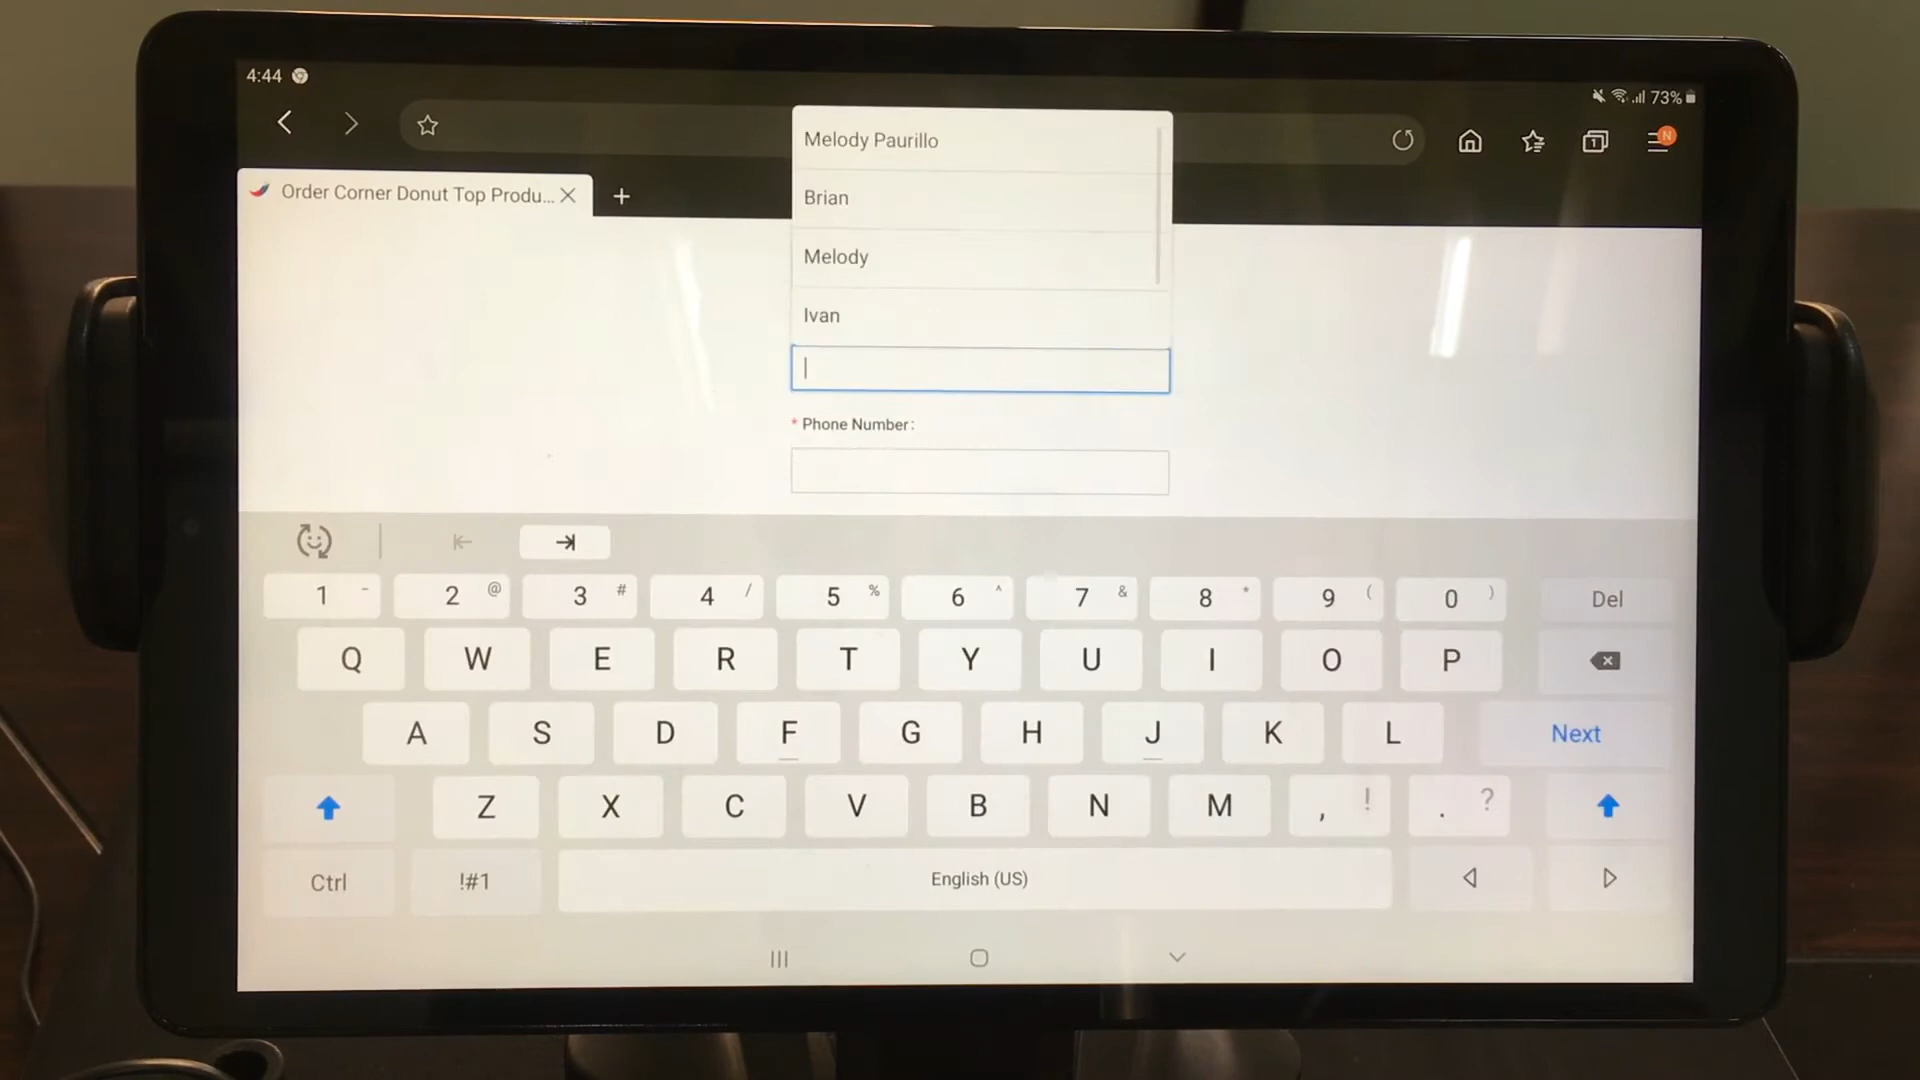 4:44
73%
N
1
Order Corner Donut Top Produ...
Melody Paurillo
Brian
Melody
Ivan
* Phone Number:
1 - 2 @ 3 # 4 / 5 % 6 ^ 7 & 8 * 9 ( 0 ) Del
Q W E R T Y U I O P
A S D F G H J K L Next
Z X C V B N M , ! . ?
Ctrl !#1 English (US)